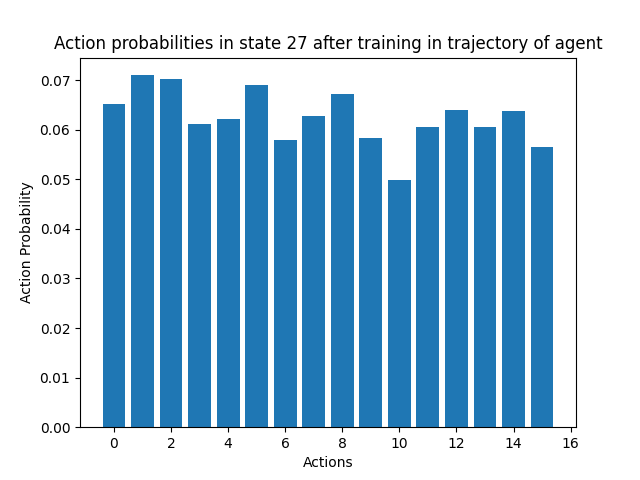 Action probabilities in state 27 after training in trajectory of agent
0.07
0.06
0.05
0.04
0.03
0.02
0.01
0.00
Action Probability
0 2 4 6 8 10 12 14 16
Actions